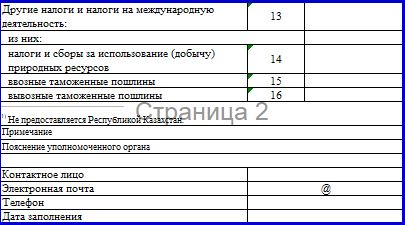 Другие налоги и налоги на международную
деятельность:
13
из них:
налоги и сборы за использование (добычу)
природных ресурсов
14
ввозные таможенные пошлины
15
вывозные таможенные пошлины
16
Страница 2
1) Не предоставляется Республикой Казахстан.
Примечание
Пояснение уполномоченного органа
Контактное лицо
Электронная почта
@
Телефон
Дата заполнения